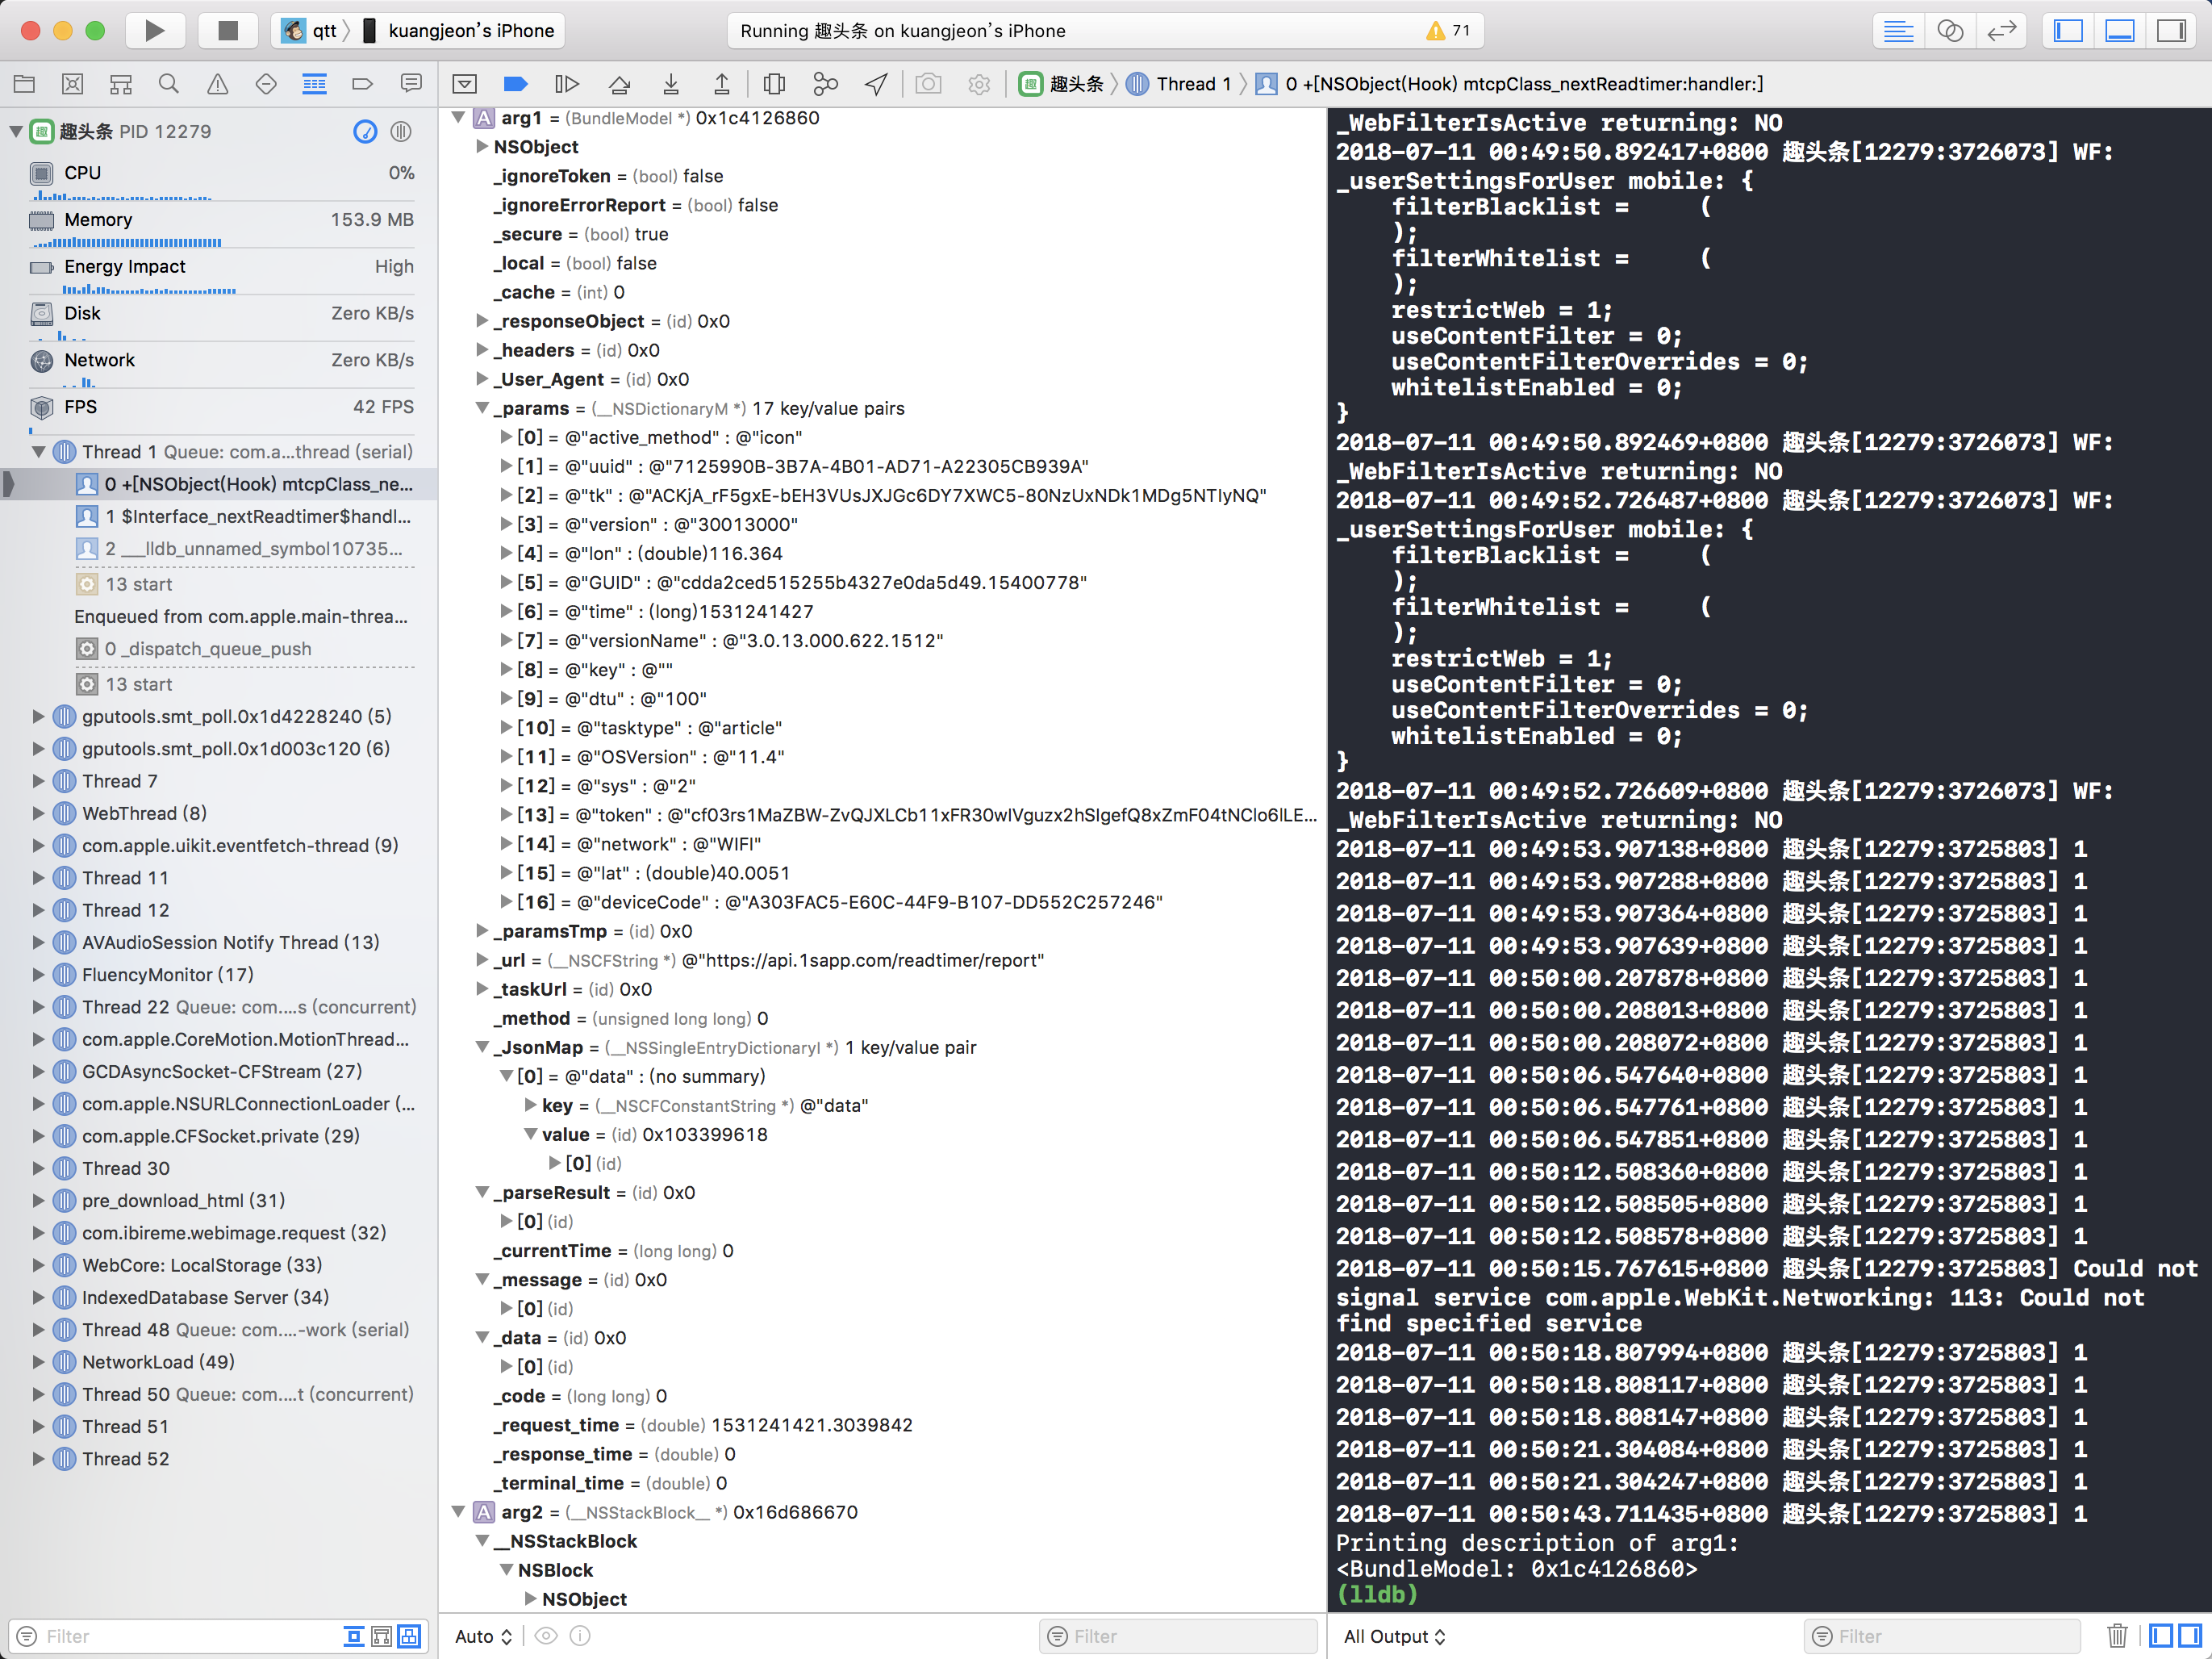 qtt
kuangjeon's iPhone
Running 趣头条 on kuangjeon's iPhone
71
趣头条
Thread 1
0 +[NSObject(Hook) mtcpClass_nextReadtimer:handler:]
趣头条 PID 12279
CPU 0%
Memory 153.9 MB
Energy Impact High
Disk Zero KB/s
Network Zero KB/s
FPS 42 FPS
Thread 1 Queue: com.a...thread (serial)
0 +[NSObject(Hook) mtcpClass_ne...
1 $Interface_nextReadtimer$handl...
2 ___lldb_unnamed_symbol10735...
13 start
Enqueued from com.apple.main-threa...
0 _dispatch_queue_push
13 start
gputools.smt_poll.0x1d4228240 (5)
gputools.smt_poll.0x1d003c120 (6)
Thread 7
WebThread (8)
com.apple.uikit.eventfetch-thread (9)
Thread 11
Thread 12
AVAudioSession Notify Thread (13)
FluencyMonitor (17)
Thread 22 Queue: com....s (concurrent)
com.apple.CoreMotion.MotionThread...
GCDAsyncSocket-CFStream (27)
com.apple.NSURLConnectionLoader (...
com.apple.CFSocket.private (29)
Thread 30
pre_download_html (31)
com.ibireme.webimage.request (32)
WebCore: LocalStorage (33)
IndexedDatabase Server (34)
Thread 48 Queue: com....-work (serial)
NetworkLoad (49)
Thread 50 Queue: com....t (concurrent)
Thread 51
Thread 52
Filter
A arg1 = (BundleModel *) 0x1c4126860
NSObject
_ignoreToken = (bool) false
_ignoreErrorReport = (bool) false
_secure = (bool) true
_local = (bool) false
_cache = (int) 0
_responseObject = (id) 0x0
_headers = (id) 0x0
_User_Agent = (id) 0x0
_params = (__NSDictionaryM *) 17 key/value pairs
[0] = @"active_method" : @"icon"
[1] = @"uuid" : @"7125990B-3B7A-4B01-AD71-A22305CB939A"
[2] = @"tk" : @"ACKjA_rF5gxE-bEH3VUsJXJGc6DY7XWC5-80NzUxNDk1MDg5NTIyNQ"
[3] = @"version" : @"30013000"
[4] = @"lon" : (double)116.364
[5] = @"GUID" : @"cdda2ced515255b4327e0da5d49.15400778"
[6] = @"time" : (long)1531241427
[7] = @"versionName" : @"3.0.13.000.622.1512"
[8] = @"key" : @""
[9] = @"dtu" : @"100"
[10] = @"tasktype" : @"article"
[11] = @"OSVersion" : @"11.4"
[12] = @"sys" : @"2"
[13] = @"token" : @"cf03rs1MaZBW-ZvQJXLCb11xFR30wIVguzx2hSIgefQ8xZmF04tNClo6lLE...
[14] = @"network" : @"WIFI"
[15] = @"lat" : (double)40.0051
[16] = @"deviceCode" : @"A303FAC5-E60C-44F9-B107-DD552C257246"
_paramsTmp = (id) 0x0
_url = (__NSCFString *) @"https://api.1sapp.com/readtimer/report"
_taskUrl = (id) 0x0
_method = (unsigned long long) 0
_JsonMap = (__NSSingleEntryDictionaryI *) 1 key/value pair
[0] = @"data" : (no summary)
key = (__NSCFConstantString *) @"data"
value = (id) 0x103399618
[0] (id)
_parseResult = (id) 0x0
[0] (id)
_currentTime = (long long) 0
_message = (id) 0x0
[0] (id)
_data = (id) 0x0
[0] (id)
_code = (long long) 0
_request_time = (double) 1531241421.3039842
_response_time = (double) 0
_terminal_time = (double) 0
A arg2 = (__NSStackBlock__ *) 0x16d686670
__NSStackBlock
NSBlock
NSObject
Auto
Filter
_WebFilterIsActive returning: NO
2018-07-11 00:49:50.892417+0800 趣头条[12279:3726073] WF:
_userSettingsForUser mobile: {
filterBlacklist = (
);
filterWhitelist = (
);
restrictWeb = 1;
useContentFilter = 0;
useContentFilterOverrides = 0;
whitelistEnabled = 0;
}
2018-07-11 00:49:50.892469+0800 趣头条[12279:3726073] WF:
_WebFilterIsActive returning: NO
2018-07-11 00:49:52.726487+0800 趣头条[12279:3726073] WF:
_userSettingsForUser mobile: {
filterBlacklist = (
);
filterWhitelist = (
);
restrictWeb = 1;
useContentFilter = 0;
useContentFilterOverrides = 0;
whitelistEnabled = 0;
}
2018-07-11 00:49:52.726609+0800 趣头条[12279:3726073] WF:
_WebFilterIsActive returning: NO
2018-07-11 00:49:53.907138+0800 趣头条[12279:3725803] 1
2018-07-11 00:49:53.907288+0800 趣头条[12279:3725803] 1
2018-07-11 00:49:53.907364+0800 趣头条[12279:3725803] 1
2018-07-11 00:49:53.907639+0800 趣头条[12279:3725803] 1
2018-07-11 00:50:00.207878+0800 趣头条[12279:3725803] 1
2018-07-11 00:50:00.208013+0800 趣头条[12279:3725803] 1
2018-07-11 00:50:00.208072+0800 趣头条[12279:3725803] 1
2018-07-11 00:50:06.547640+0800 趣头条[12279:3725803] 1
2018-07-11 00:50:06.547761+0800 趣头条[12279:3725803] 1
2018-07-11 00:50:06.547851+0800 趣头条[12279:3725803] 1
2018-07-11 00:50:12.508360+0800 趣头条[12279:3725803] 1
2018-07-11 00:50:12.508505+0800 趣头条[12279:3725803] 1
2018-07-11 00:50:12.508578+0800 趣头条[12279:3725803] 1
2018-07-11 00:50:15.767615+0800 趣头条[12279:3725803] Could not
signal service com.apple.WebKit.Networking: 113: Could not
find specified service
2018-07-11 00:50:18.807994+0800 趣头条[12279:3725803] 1
2018-07-11 00:50:18.808117+0800 趣头条[12279:3725803] 1
2018-07-11 00:50:18.808147+0800 趣头条[12279:3725803] 1
2018-07-11 00:50:21.304084+0800 趣头条[12279:3725803] 1
2018-07-11 00:50:21.304247+0800 趣头条[12279:3725803] 1
2018-07-11 00:50:43.711435+0800 趣头条[12279:3725803] 1
Printing description of arg1:
<BundleModel: 0x1c4126860>
(lldb)
All Output
Filter